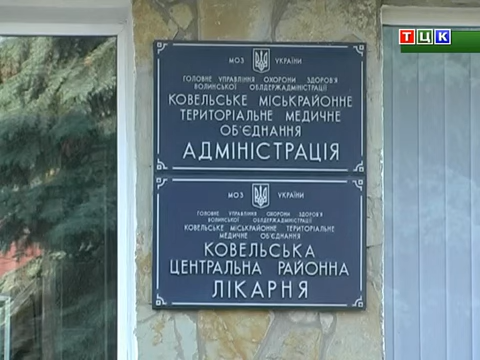 ТЦК
МОЗ УКРАЇНИ
ГОЛОВНЕ УПРАВЛІННЯ ОХОРОНИ ЗДОРОВ'Я
ВОЛИНСЬКОЇ ОБЛДЕРЖАДМІНІСТРАЦІЇ
КОВЕЛЬСЬКЕ МІСЬКРАЙОННЕ
ТЕРИТОРІАЛЬНЕ МЕДИЧНЕ
ОБ'ЄДНАННЯ
АДМІНІСТРАЦІЯ
МОЗ УКРАЇНИ
ГОЛОВНЕ УПРАВЛІННЯ ОХОРОНИ ЗДОРОВ'Я
ВОЛИНСЬКОЇ ОБЛДЕРЖАДМІНІСТРАЦІЇ
КОВЕЛЬСЬКЕ МІСЬКРАЙОННЕ ТЕРИТОРІАЛЬНЕ
МЕДИЧНЕ ОБ'ЄДНАННЯ
КОВЕЛЬСЬКА
ЦЕНТРАЛЬНА РАЙОННА
ЛІКАРНЯ